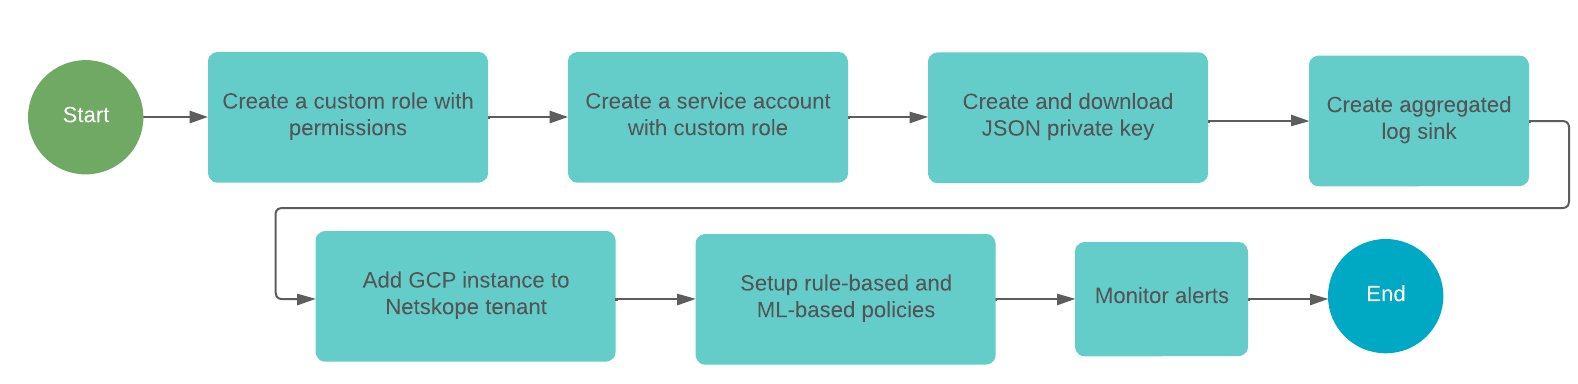 Start
Create a custom role with
permissions
Create a service account
with custom role
Create and download
JSON private key
Create aggregated
log sink
Add GCP instance to
Netskope tenant
Setup rule-based and
ML-based policies
Monitor alerts
End